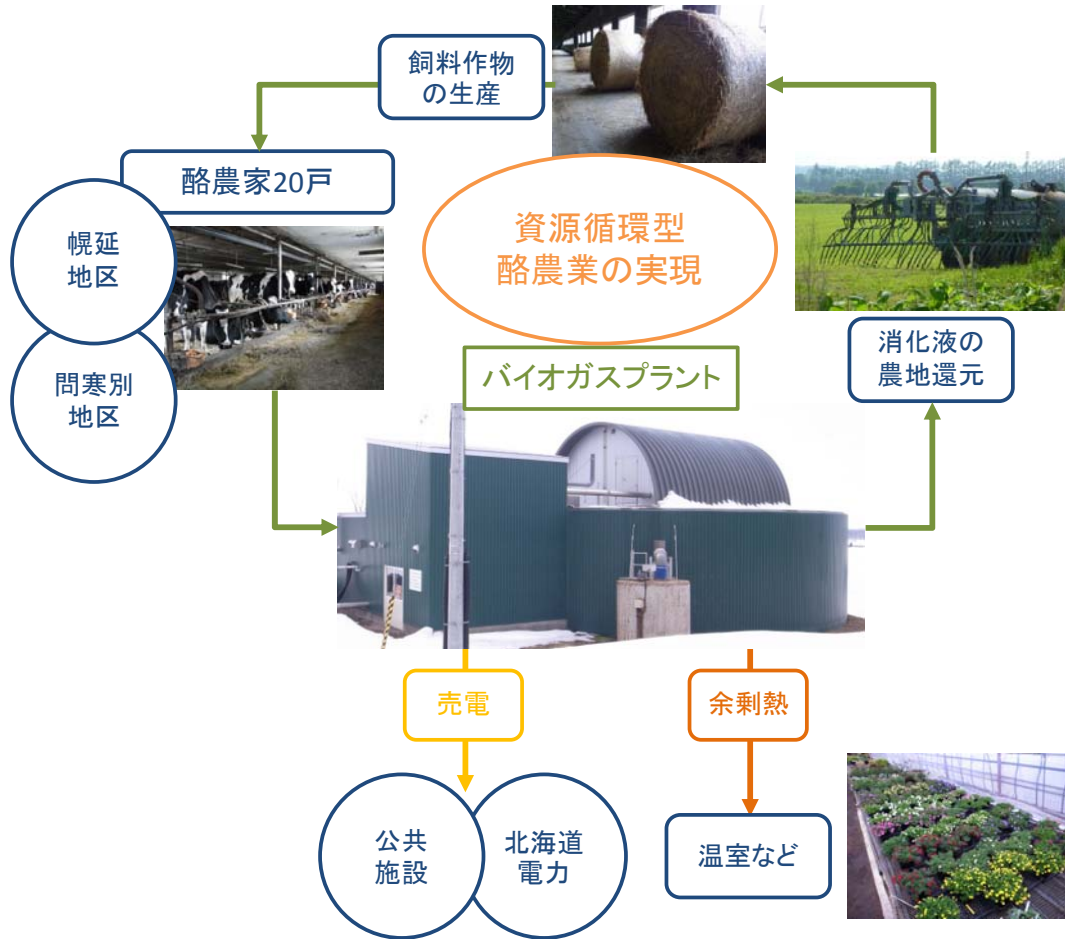 飼料作物
の生産
酪農家20戸
幌延
地区
問寒別
地区
資源循環型
酪農業の実現
バイオガスプラント
消化液の
農地還元
売電
余剰熱
公共
施設
北海道
電力
温室など